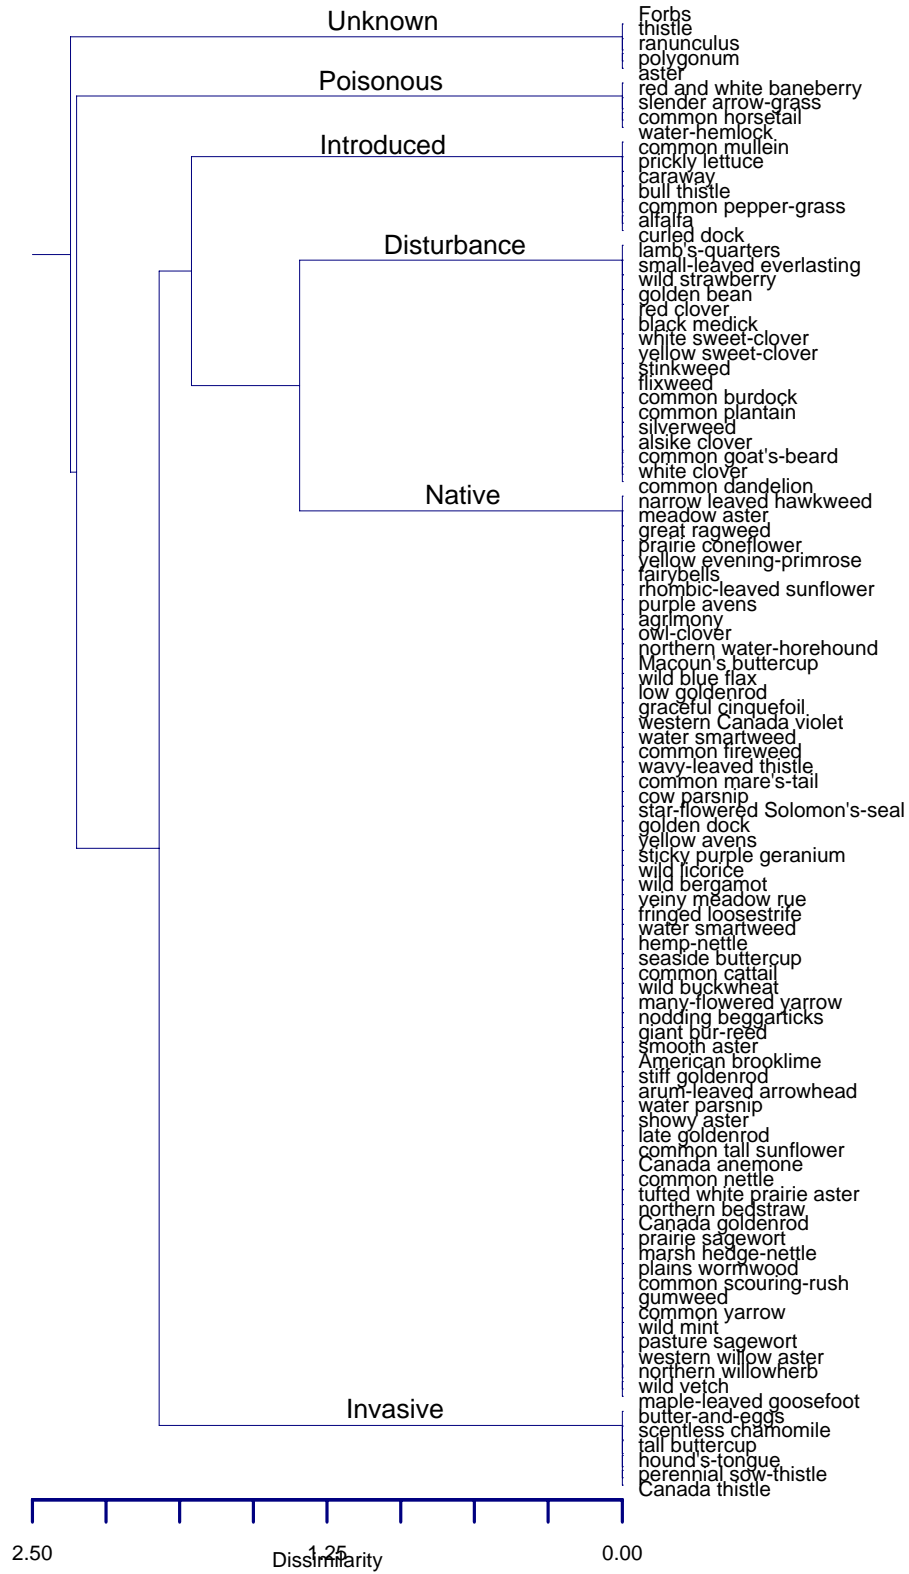 Unknown
Forbs
thistle
ranunculus
polygonum
aster
Poisonous
red and white baneberry
slender arrow-grass
common horsetail
water-hemlock
Introduced
common mullein
prickly lettuce
caraway
bull thistle
common pepper-grass
alfalfa
curled dock
Disturbance
lamb's-quarters
small-leaved everlasting
wild strawberry
golden bean
red clover
black medick
white sweet-clover
yellow sweet-clover
stinkweed
flixweed
common burdock
common plantain
silverweed
alsike clover
common goat's-beard
white clover
common dandelion
Native
narrow leaved hawkweed
meadow aster
great ragweed
prairie coneflower
yellow evening-primrose
fairybells
rhombic-leaved sunflower
purple avens
agrimony
owl-clover
northern water-horehound
Macoun's buttercup
wild blue flax
low goldenrod
graceful cinquefoil
western Canada violet
water smartweed
common fireweed
wavy-leaved thistle
common mare's-tail
cow parsnip
star-flowered Solomon's-seal
golden dock
yellow avens
sticky purple geranium
wild licorice
wild bergamot
veiny meadow rue
fringed loosestrife
water smartweed
hemp-nettle
seaside buttercup
common cattail
wild buckwheat
many-flowered yarrow
nodding beggarticks
giant bur-reed
smooth aster
American brooklime
stiff goldenrod
arum-leaved arrowhead
water parsnip
showy aster
late goldenrod
common tall sunflower
Canada anemone
common nettle
tufted white prairie aster
northern bedstraw
Canada goldenrod
prairie sagewort
marsh hedge-nettle
plains wormwood
common scouring-rush
gumweed
common yarrow
wild mint
pasture sagewort
western willow aster
northern willowherb
wild vetch
maple-leaved goosefoot
Invasive
butter-and-eggs
scentless chamomile
tall buttercup
hound's-tongue
perennial sow-thistle
Canada thistle
2.50 1.25 0.00
Dissimilarity